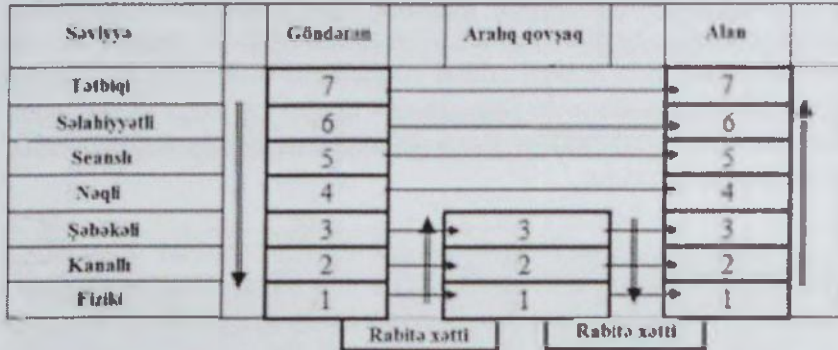 Səviyyə Göndərən Aralıq qovşaq Alan
Tətbiqi 7 7
Səlahiyyətli 6 6
Seanslı 5 5
Nəqli 4 4
Şəbəkəli 3 3 3
Kanallı 2 2 2
Fiziki 1 1 1
Rabitə xətti Rabitə xətti